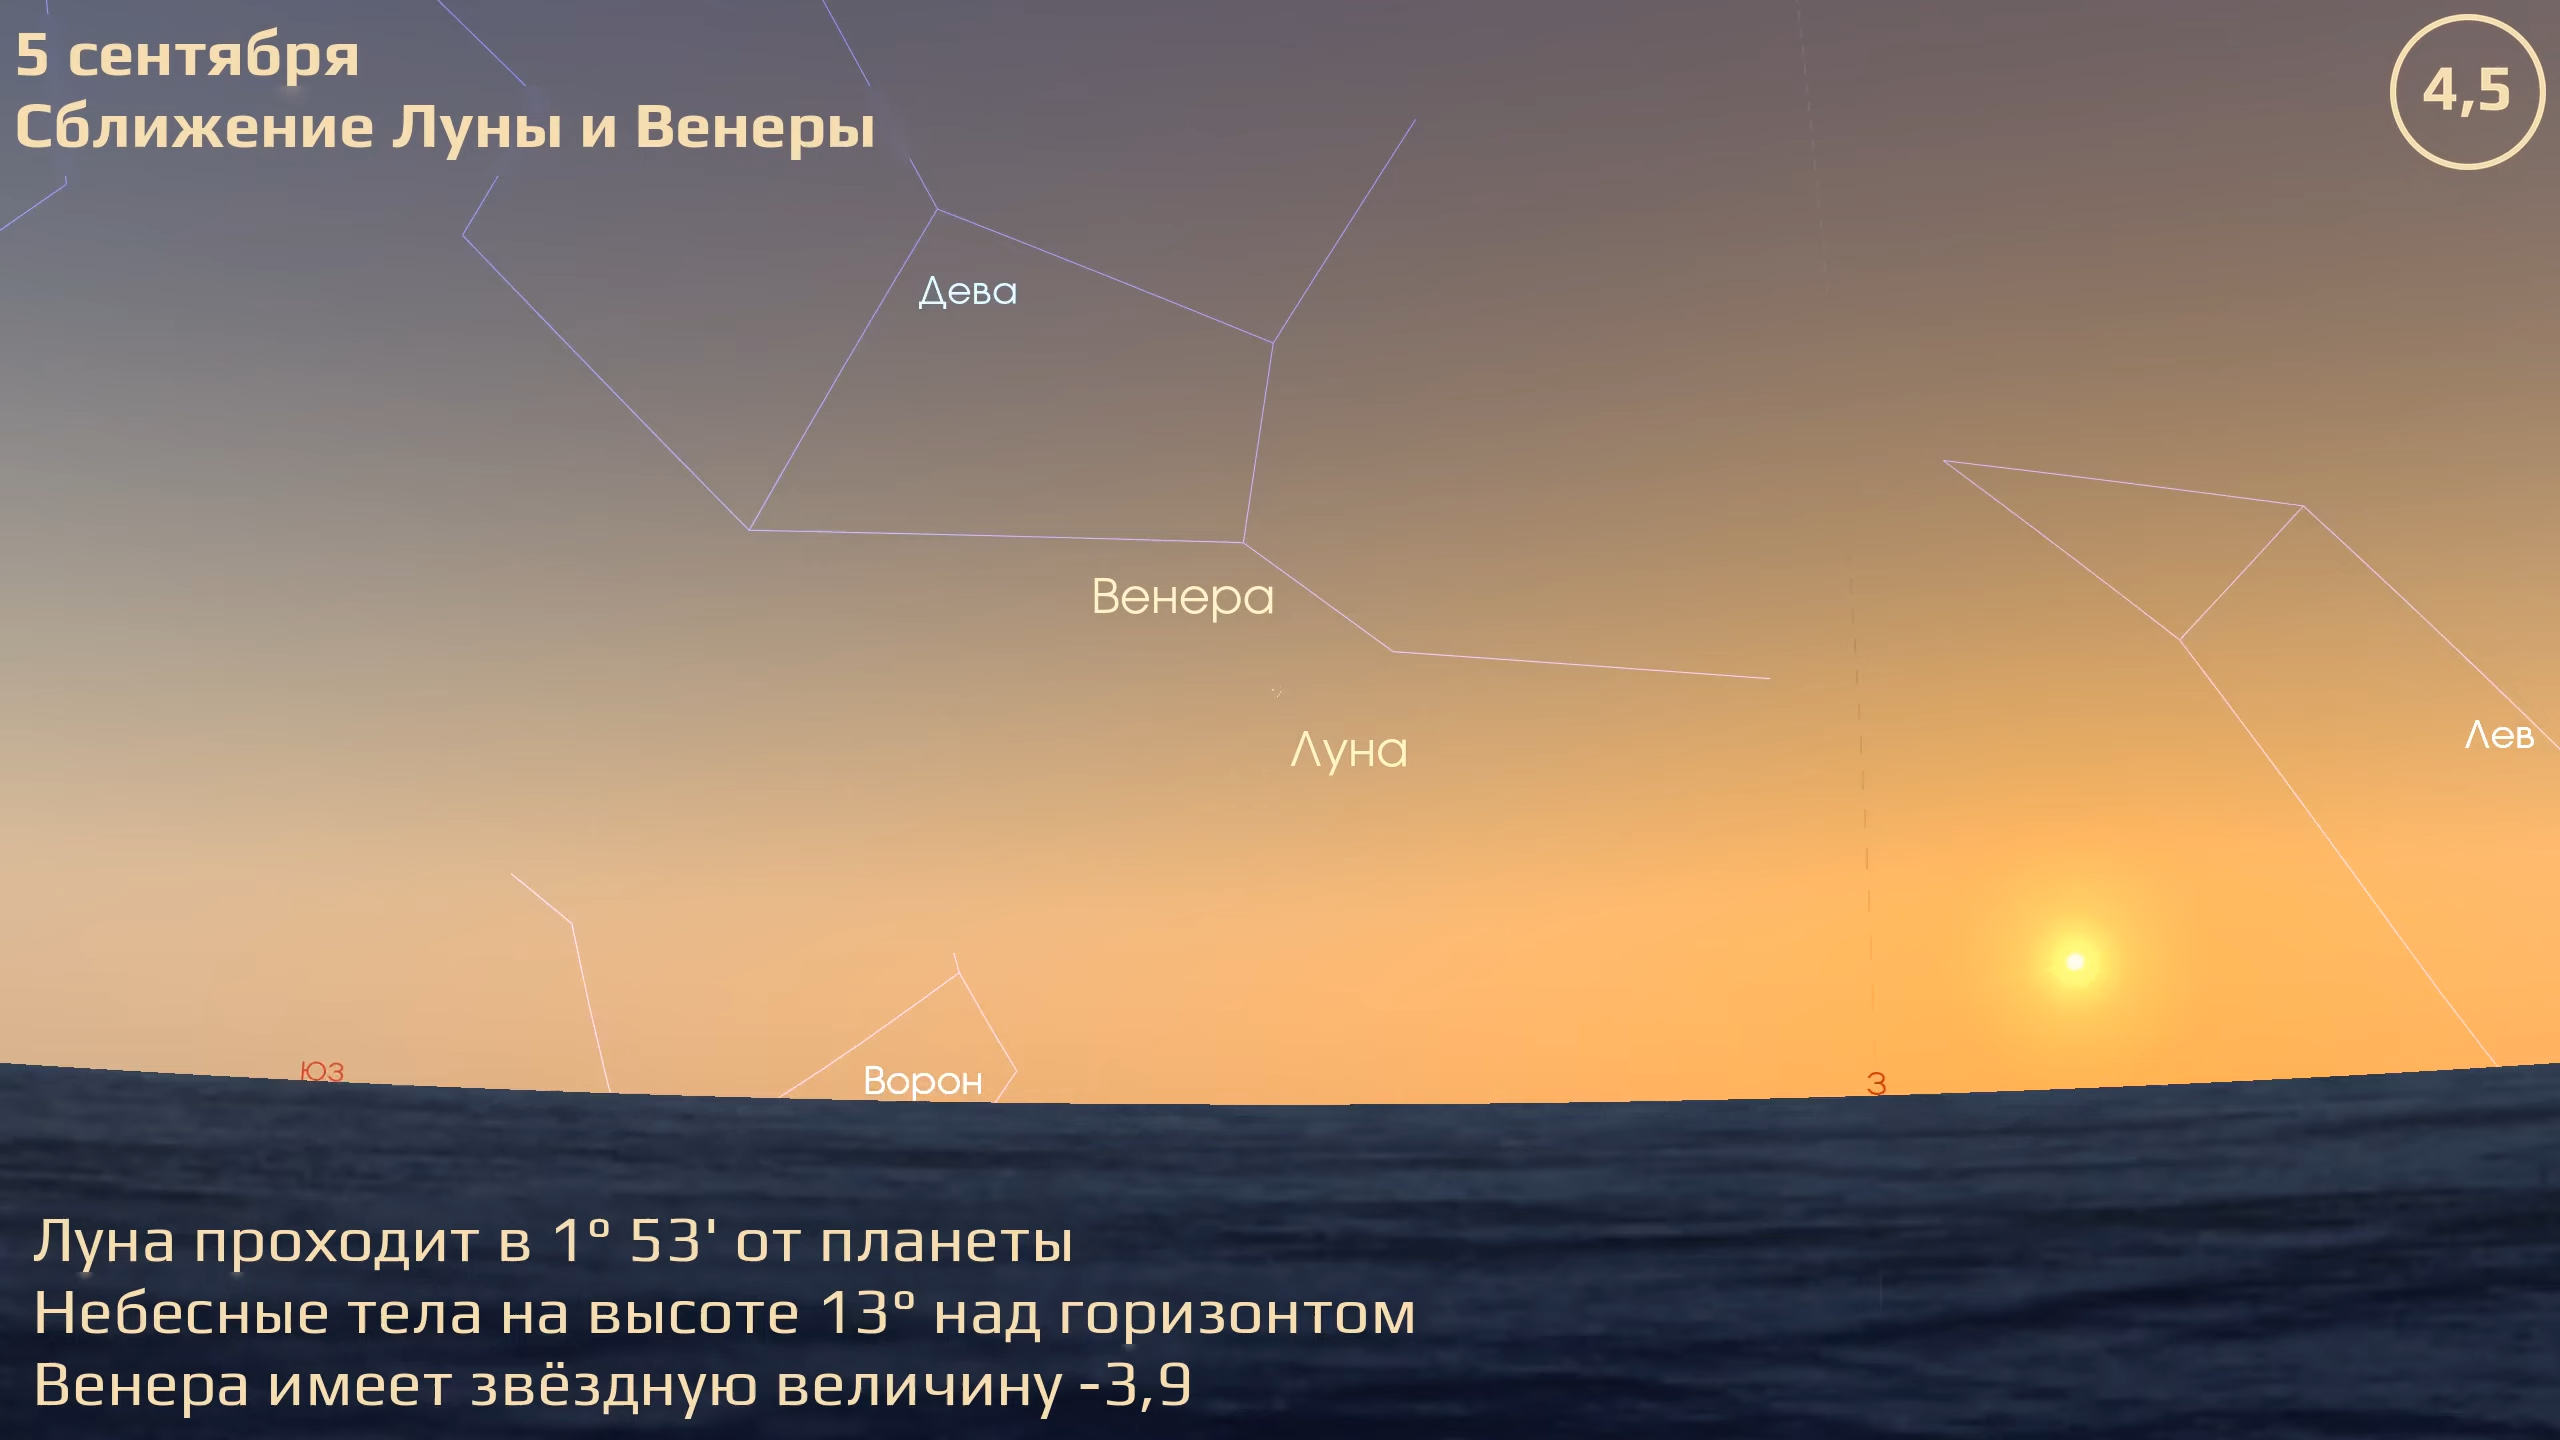 5 сентября
Сближение Луны и Венеры
4,5
Дева
Венера
Луна
Лев
Ворон
ЮЗ
З
Луна проходит в 1° 53' от планеты
Небесные тела на высоте 13° над горизонтом
Венера имеет звёздную величину -3,9